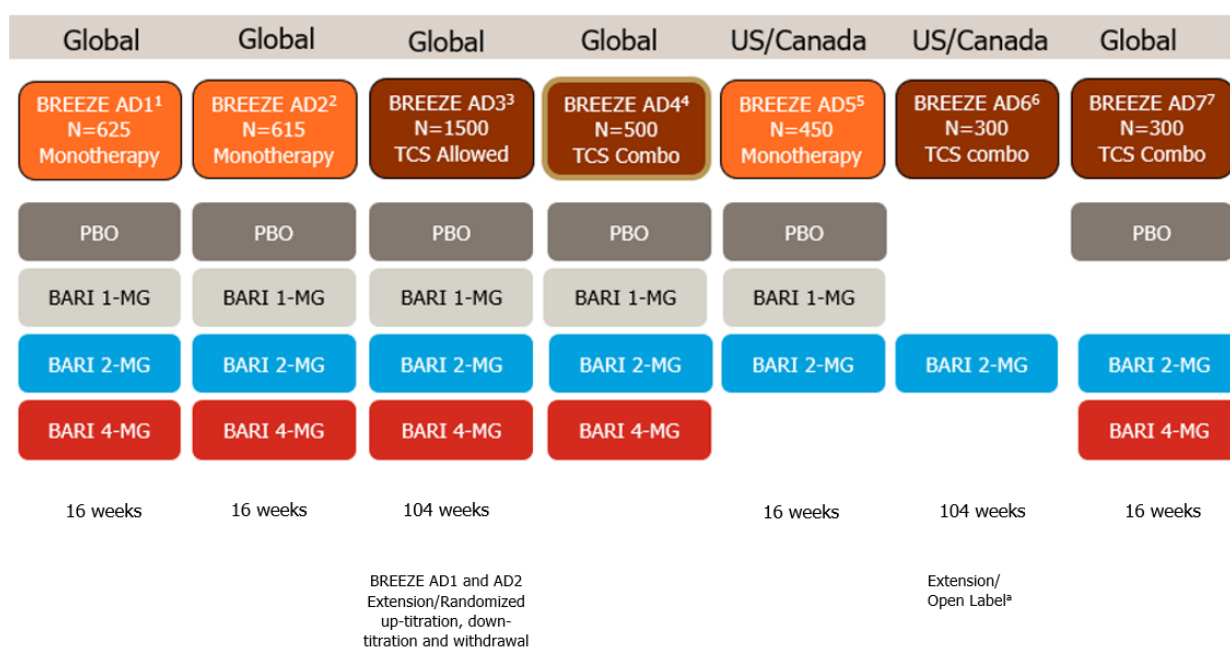 Global Global Global Global US/Canada US/Canada Global
BREEZE AD1¹
N=625
Monotherapy
BREEZE AD2²
N=615
Monotherapy
BREEZE AD3³
N=1500
TCS Allowed
BREEZE AD4⁴
N=500
TCS Combo
BREEZE AD5⁵
N=450
Monotherapy
BREEZE AD6⁶
N=300
TCS combo
BREEZE AD7⁷
N=300
TCS Combo
PBO PBO PBO PBO PBO PBO
BARI 1-MG BARI 1-MG BARI 1-MG BARI 1-MG BARI 1-MG
BARI 2-MG BARI 2-MG BARI 2-MG BARI 2-MG BARI 2-MG BARI 2-MG BARI 2-MG
BARI 4-MG BARI 4-MG BARI 4-MG BARI 4-MG BARI 4-MG
16 weeks 16 weeks 104 weeks 16 weeks 104 weeks 16 weeks
BREEZE AD1 and AD2
Extension/Randomized
up-titration, down-
titration and withdrawal
Extension/
Open Labelᵃ